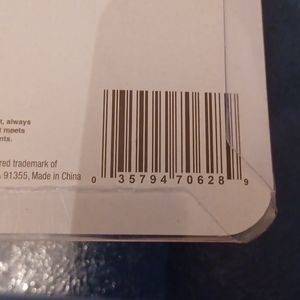 , always
meets
nts.
red trademark of
91355, Made in China
0 35794 70628 9